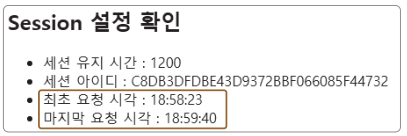 Session 설정 확인
세션 유지 시간 : 1200
세션 아이디 : C8DB3DFDBE43D9372BBF066085F44732
최초 요청 시각 : 18:58:23
마지막 요청 시각 : 18:59:40